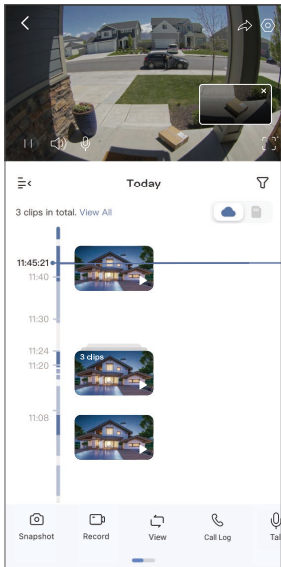 Today
3 clips in total. View All
11:45:21
11:40
11:30
11:24
3 clips
11:20
11:08
Snapshot
Record
View
Call Log
Tal